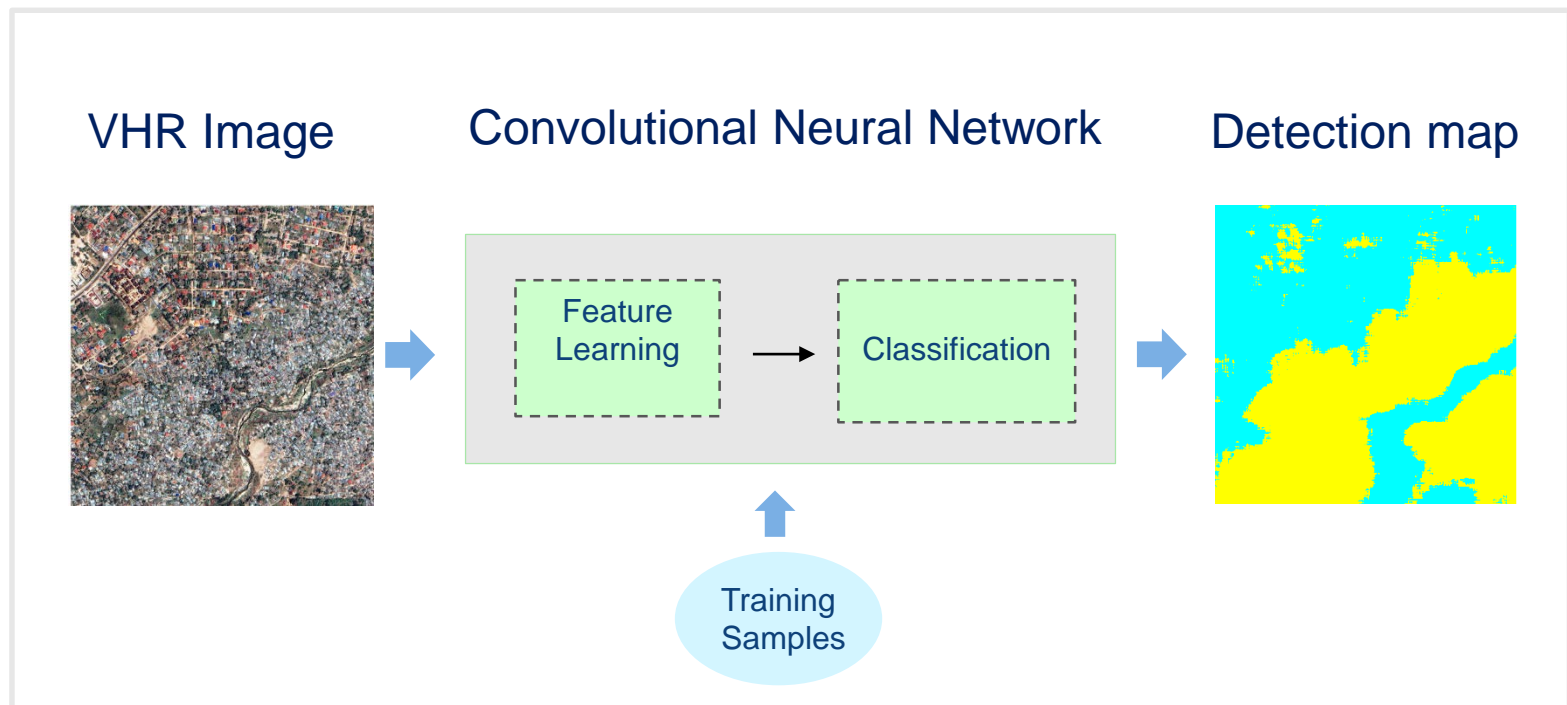 VHR Image
Convolutional Neural Network
Detection map
Feature
Learning
Classification
Training
Samples